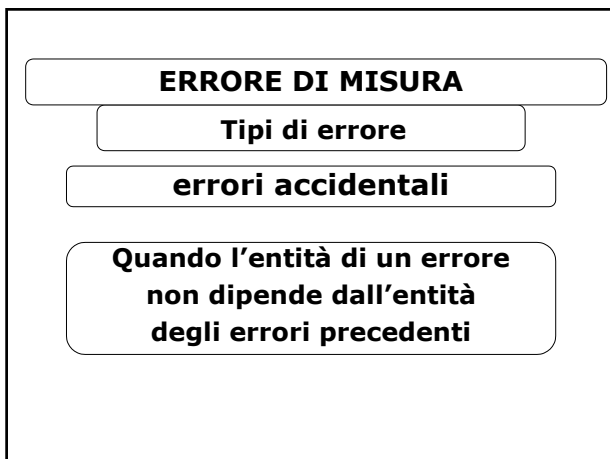 ERRORE DI MISURA
Tipi di errore
errori accidentali
Quando l’entità di un errore
non dipende dall’entità
degli errori precedenti